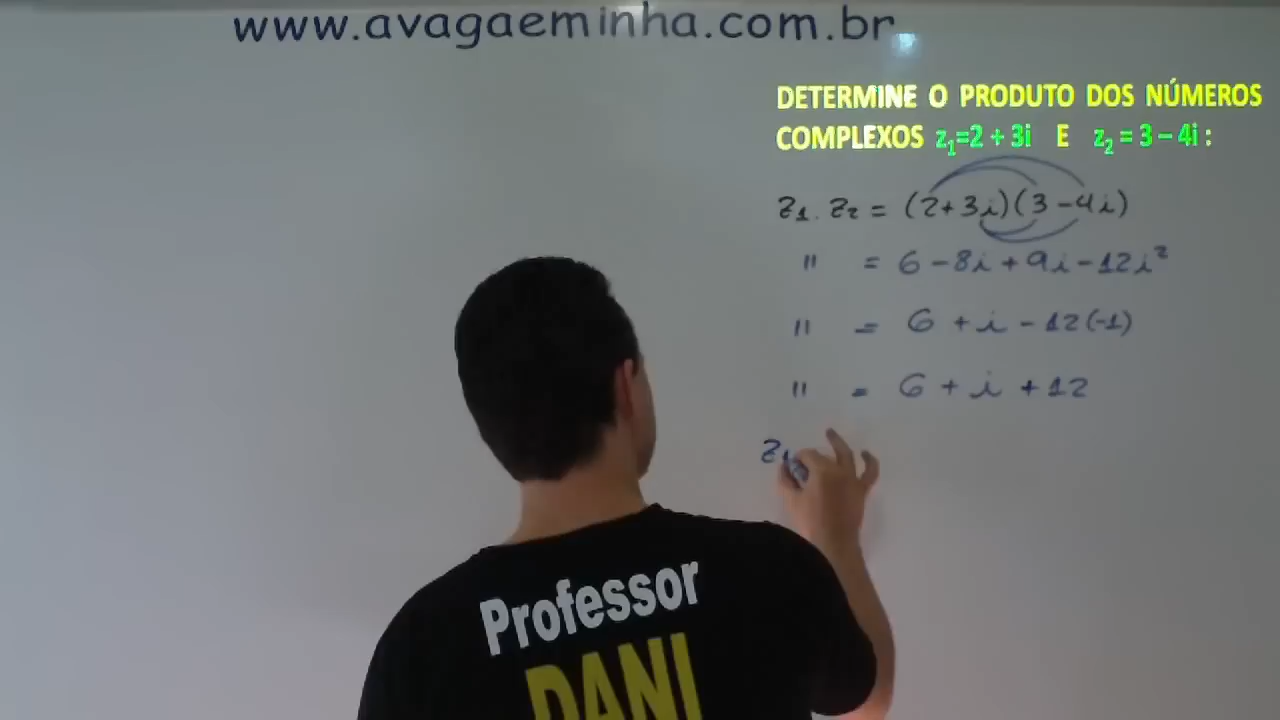 www.avagaeminha.com.br
DETERMINE O PRODUTO DOS NÚMEROS
COMPLEXOS z₁=2 + 3i E z₂ = 3 – 4i :
z₁ . z₂ = (2+3i)(3-4i)
" = 6 - 8i + 9i - 12i²
" = 6 + i - 12(-1)
" = 6 + i + 12
z₁
Professor
DANI